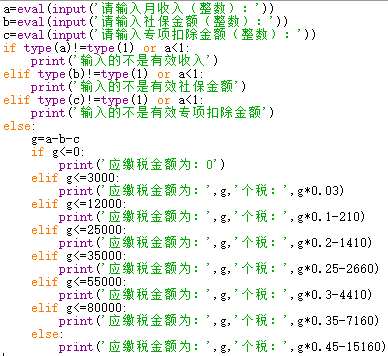 a=eval(input('请输入月收入（整数）：'))
b=eval(input('请输入社保金额（整数）：'))
c=eval(input('请输入专项扣除金额（整数）：'))
if type(a)!=type(1) or a<1:
    print('输入的不是有效收入')
elif type(b)!=type(1) or a<1:
    print('输入的不是有效社保金额')
elif type(c)!=type(1) or a<1:
    print('输入的不是有效专项扣除金额')
else:
    g=a-b-c
    if g<=0:
        print('应缴税金额为：0')
    elif g<=3000:
        print('应缴税金额为：',g,'个税：',g*0.03)
    elif g<=12000:
        print('应缴税金额为：',g,'个税：',g*0.1-210)
    elif g<=25000:
        print('应缴税金额为：',g,'个税：',g*0.2-1410)
    elif g<=35000:
        print('应缴税金额为：',g,'个税：',g*0.25-2660)
    elif g<=55000:
        print('应缴税金额为：',g,'个税：',g*0.3-4410)
    elif g<=80000:
        print('应缴税金额为：',g,'个税：',g*0.35-7160)
    else:
        print('应缴税金额为：',g,'个税：',g*0.45-15160)